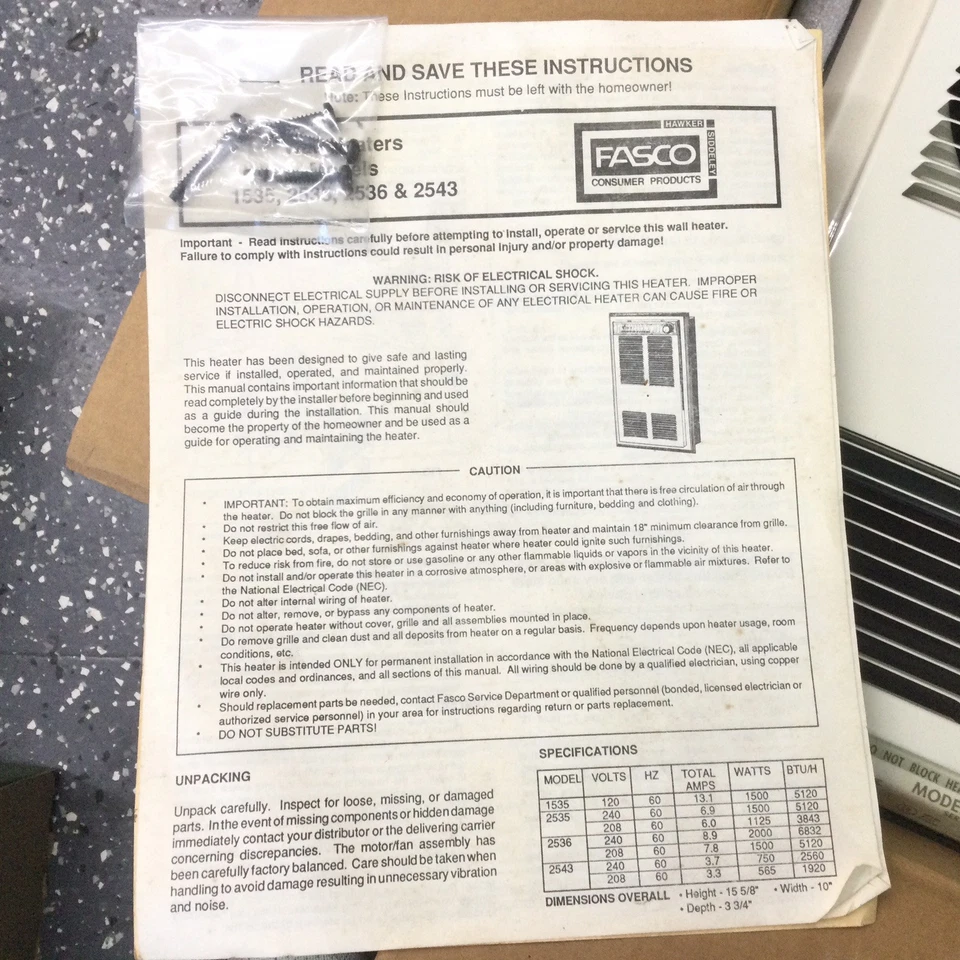 READ AND SAVE THESE INSTRUCTIONS
Note: These Instructions must be left with the homeowner!
HAWKER
SIDDELEY
FASCO
CONSUMER PRODUCTS
1535, 2535, 2536 & 2543
Important - Read instructions carefully before attempting to install, operate or service this wall heater.
Failure to comply with instructions could result in personal injury and/or property damage!
WARNING: RISK OF ELECTRICAL SHOCK.
DISCONNECT ELECTRICAL SUPPLY BEFORE INSTALLING OR SERVICING THIS HEATER. IMPROPER
INSTALLATION, OPERATION, OR MAINTENANCE OF ANY ELECTRICAL HEATER CAN CAUSE FIRE OR
ELECTRIC SHOCK HAZARDS.
This heater has been designed to give safe and lasting
service if installed, operated, and maintained properly.
This manual contains important information that should be
read completely by the installer before beginning and used
as a guide during the installation. This manual should
become the property of the homeowner and be used as a
guide for operating and maintaining the heater.
CAUTION
• IMPORTANT: To obtain maximum efficiency and economy of operation, it is important that there is free circulation of air through
the heater. Do not block the grille in any manner with anything (including furniture, bedding and clothing).
• Do not restrict this free flow of air.
• Keep electric cords, drapes, bedding, and other furnishings away from heater and maintain 18" minimum clearance from grille.
• Do not place bed, sofa, or other furnishings against heater where heater could ignite such furnishings.
• To reduce risk from fire, do not store or use gasoline or any other flammable liquids or vapors in the vicinity of this heater.
• Do not install and/or operate this heater in a corrosive atmosphere, or areas with explosive or flammable air mixtures. Refer to
the National Electrical Code (NEC).
• Do not alter internal wiring of heater.
• Do not alter, remove, or bypass any components of heater.
• Do not operate heater without cover, grille and all assemblies mounted in place.
• Do remove grille and clean dust and all deposits from heater on a regular basis. Frequency depends upon heater usage, room
conditions, etc.
• This heater is intended ONLY for permanent installation in accordance with the National Electrical Code (NEC), all applicable
local codes and ordinances, and all sections of this manual. All wiring should be done by a qualified electrician, using copper
wire only.
• Should replacement parts be needed, contact Fasco Service Department or qualified personnel (bonded, licensed electrician or
authorized service personnel) in your area for instructions regarding return or parts replacement.
• DO NOT SUBSTITUTE PARTS!
UNPACKING
Unpack carefully. Inspect for loose, missing, or damaged
parts. In the event of missing components or hidden damage
immediately contact your distributor or the delivering carrier
concerning discrepancies. The motor/fan assembly has
been carefully factory balanced. Care should be taken when
handling to avoid damage resulting in unnecessary vibration
and noise.
SPECIFICATIONS
MODEL VOLTS HZ TOTAL AMPS WATTS BTU/H
1535 120 60 13.1 1500 5120
2535 240 60 6.9 1500 5120
208 60 6.0 1125 3843
2536 240 60 8.9 2000 6832
208 60 7.8 1500 5120
2543 240 60 3.7 750 2560
208 60 3.3 565 1920
DIMENSIONS OVERALL • Height - 15 5/8" • Width - 10"
• Depth - 3 3/4"
NOT BLOCK
MODE